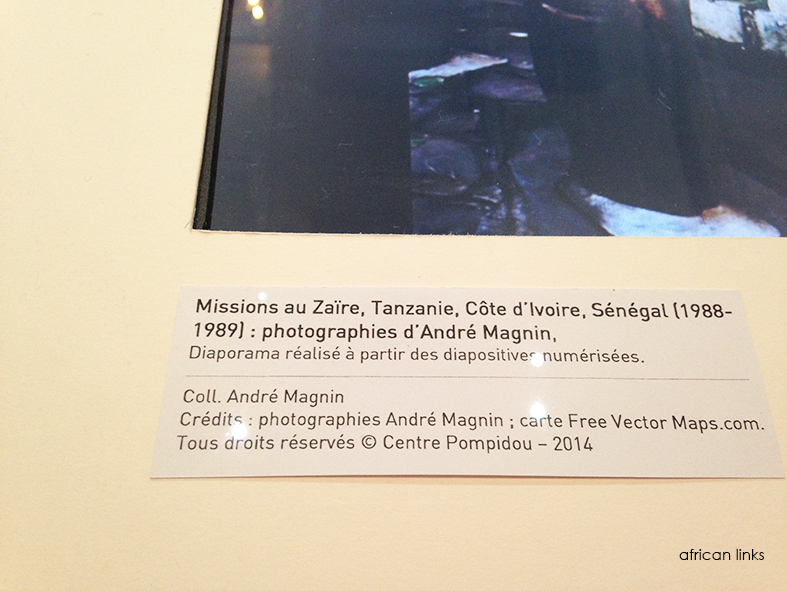 Missions au Zaïre, Tanzanie, Côte d'Ivoire, Sénégal (1988-
1989) : photographies d'André Magnin,
Diaporama réalisé à partir des diapositives numérisées.
Coll. André Magnin
Crédits : photographies André Magnin ; carte Free Vector Maps.com.
Tous droits réservés © Centre Pompidou – 2014
african links